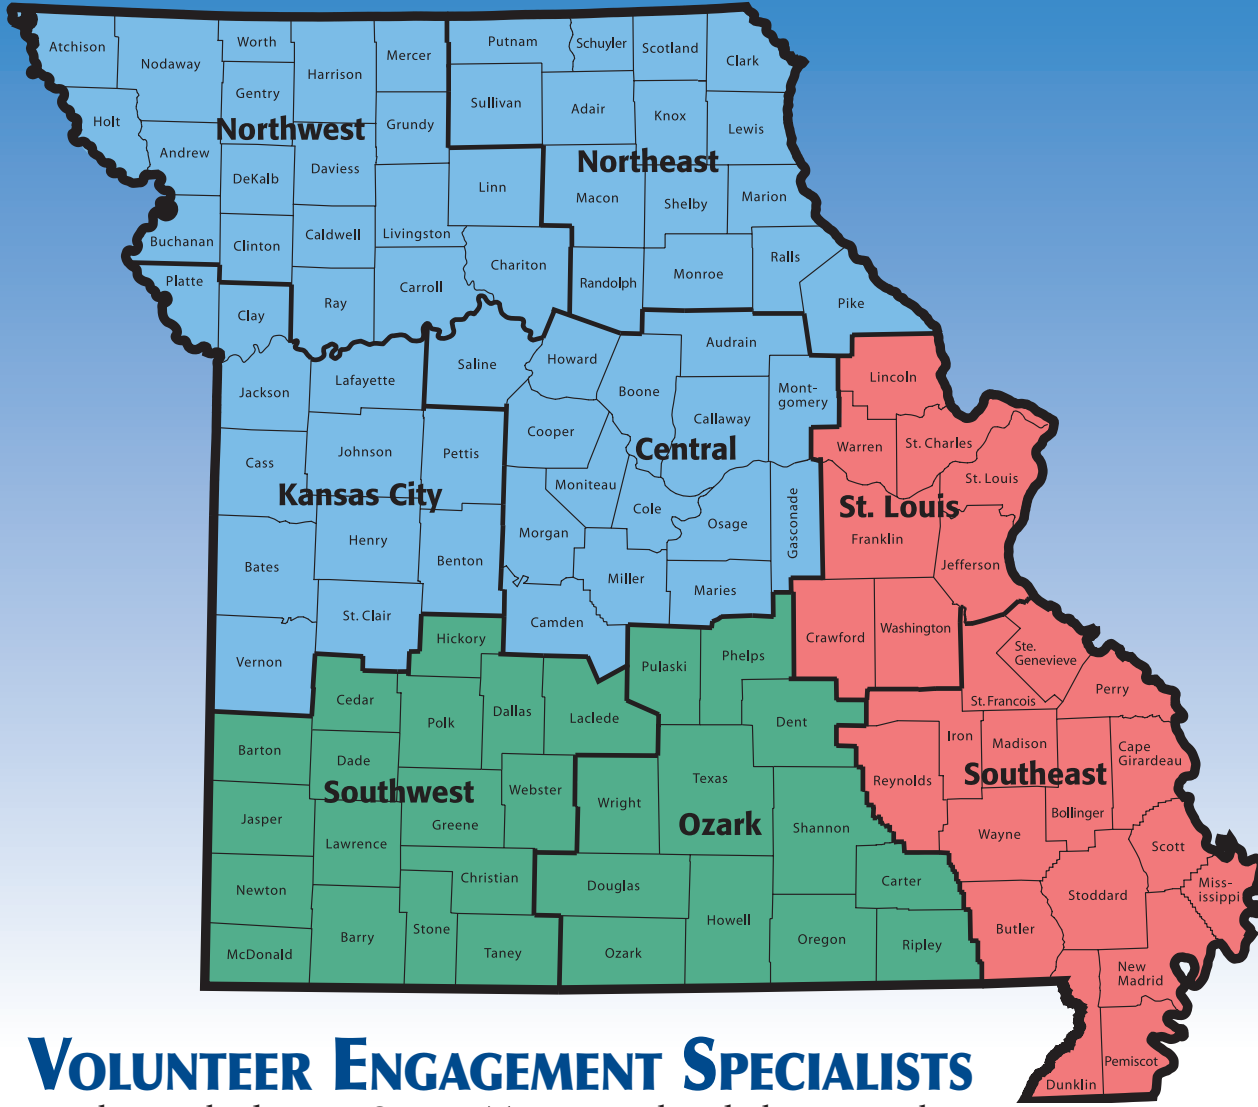 Atchison
Nodaway
Worth
Harrison
Mercer
Putnam
Schuyler
Scotland
Clark
Gentry
Sullivan
Adair
Knox
Lewis
Holt
Andrew
Northwest
Grundy
Northeast
DeKalb
Daviess
Linn
Macon
Shelby
Marion
Buchanan
Clinton
Caldwell
Livingston
Chariton
Randolph
Monroe
Ralls
Pike
Platte
Clay
Ray
Carroll
Jackson
Lafayette
Saline
Howard
Boone
Audrain
Callaway
Mont-
gomery
Lincoln
Cass
Johnson
Pettis
Cooper
Central
Warren
St. Charles
St. Louis
Kansas City
Moniteau
Cole
Osage
Gasconade
St. Louis
Franklin
Jefferson
Bates
Henry
Benton
Morgan
Miller
Maries
Vernon
St. Clair
Camden
Hickory
Pulaski
Phelps
Crawford
Washington
Ste.
Genevieve
St. Francois
Perry
Cedar
Polk
Dallas
Laclede
Dent
Iron
Madison
Cape
Girardeau
Barton
Dade
Southwest
Webster
Wright
Texas
Ozark
Shannon
Reynolds
Southeast
Bollinger
Jasper
Lawrence
Greene
Wayne
Scott
Newton
Christian
Douglas
Howell
Carter
Stoddard
Miss-
issippi
McDonald
Barry
Stone
Taney
Ozark
Oregon
Ripley
Butler
New
Madrid
Dunklin
Pemiscot
VOLUNTEER ENGAGEMENT SPECIALISTS